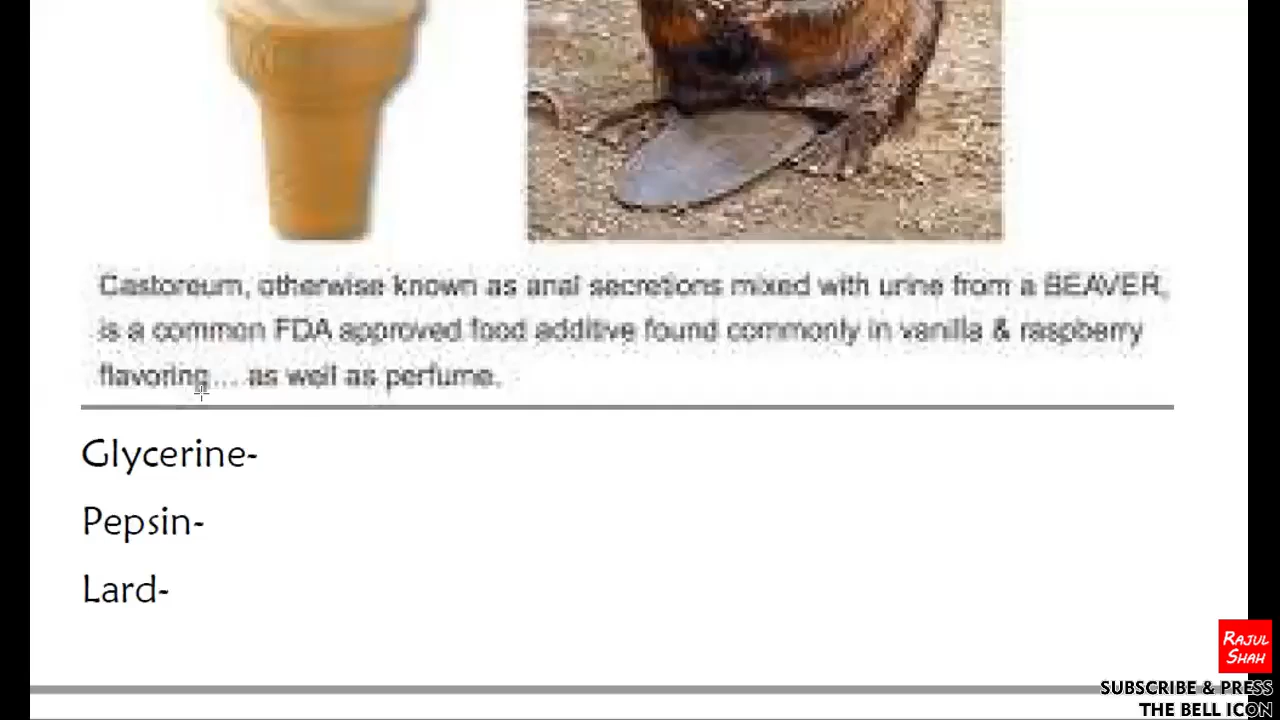 Castoreum, otherwise known as anal secretions mixed with urine from a BEAVER,
is a common FDA approved food additive found commonly in vanilla & raspberry
flavoring... as well as perfume.
Glycerine-
Pepsin-
Lard-
RAJUL
SHAH
SUBSCRIBE & PRESS
THE BELL ICON